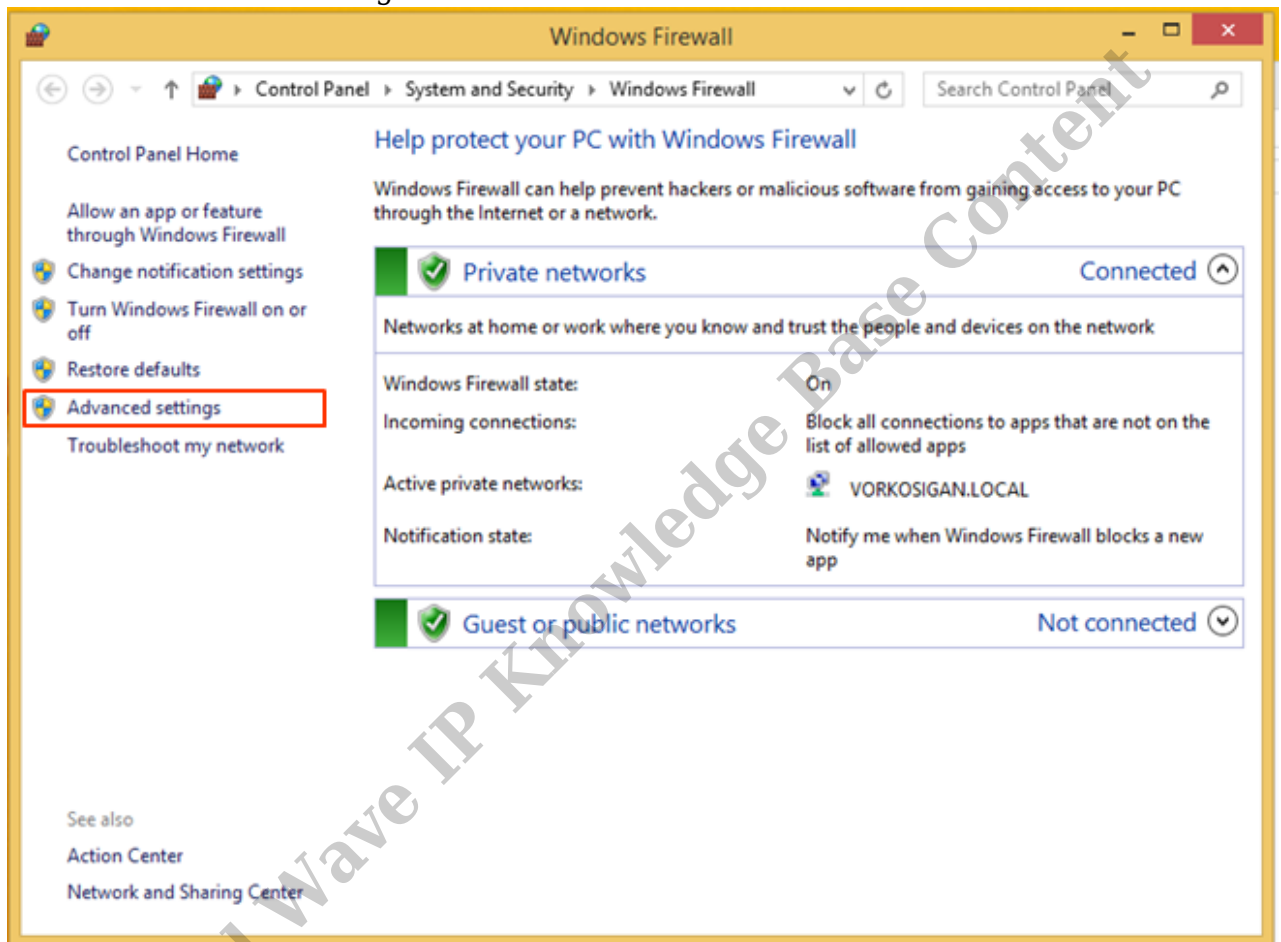 Windows Firewall
Control Panel
System and Security
Windows Firewall
Search Control Panel
Control Panel Home
Allow an app or feature
through Windows Firewall
Change notification settings
Turn Windows Firewall on or
off
Restore defaults
Advanced settings
Troubleshoot my network
See also
Action Center
Network and Sharing Center
Help protect your PC with Windows Firewall
Windows Firewall can help prevent hackers or malicious software from gaining access to your PC
through the Internet or a network.
Private networks
Connected
Networks at home or work where you know and trust the people and devices on the network
Windows Firewall state:
On
Incoming connections:
Block all connections to apps that are not on the
list of allowed apps
Active private networks:
VORKOSIGAN.LOCAL
Notification state:
Notify me when Windows Firewall blocks a new
app
Guest or public networks
Not connected
Wave IP Knowledge Base Content